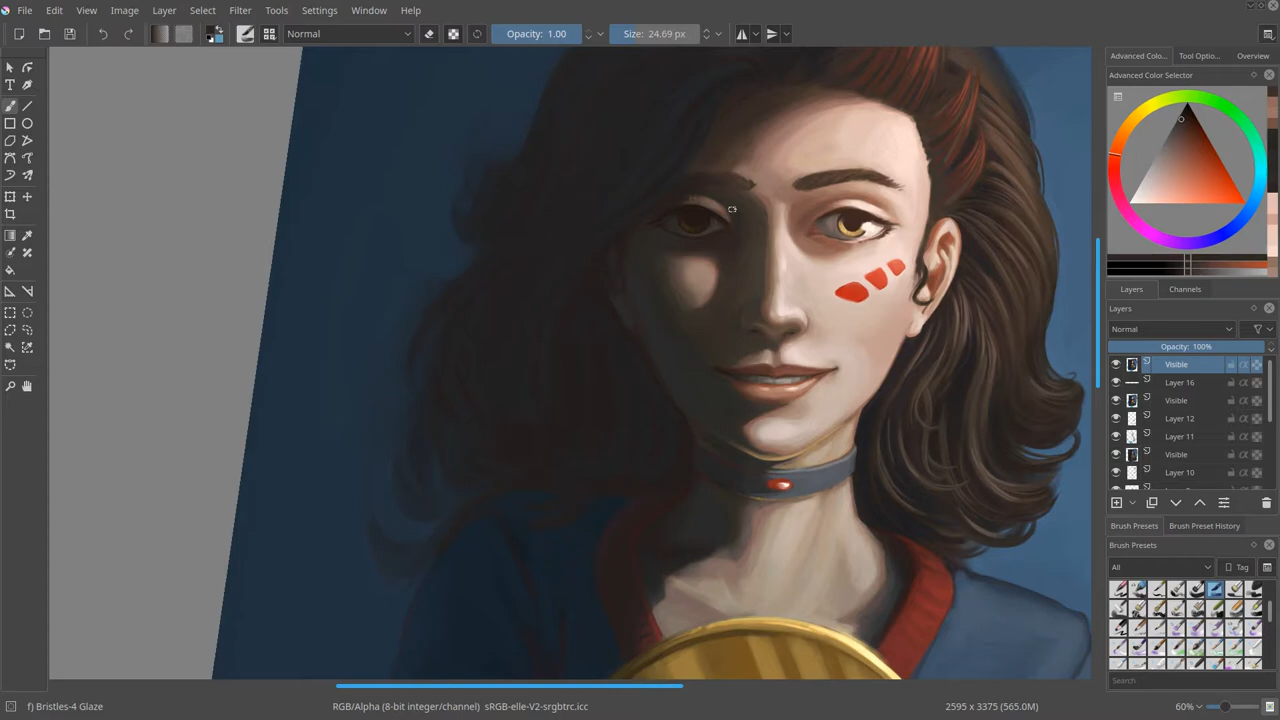 File Edit View Image Layer Select Filter Tools Settings Window Help
Normal Opacity: 1.00 Size: 24.69 px
Advanced Colo... Tool Optio... Overview
Advanced Color Selector
Layers Channels
Layers
Normal
Opacity: 100%
Visible
Layer 16
Visible
Layer 12
Layer 11
Visible
Layer 10
Brush Presets Brush Preset History
Brush Presets
All Tag
Search
f) Bristles-4 Glaze RGB/Alpha (8-bit integer/channel) sRGB-elle-V2-srgbtrc.icc 2595 x 3375 (565.0M) 60%